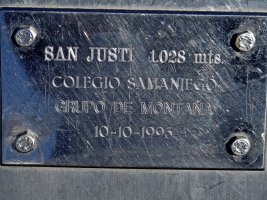 SAN JUSTI 1.028 mts.
COLEGIO SAMANIEGO
GRUPO DE MONTAÑA
10-10-1995